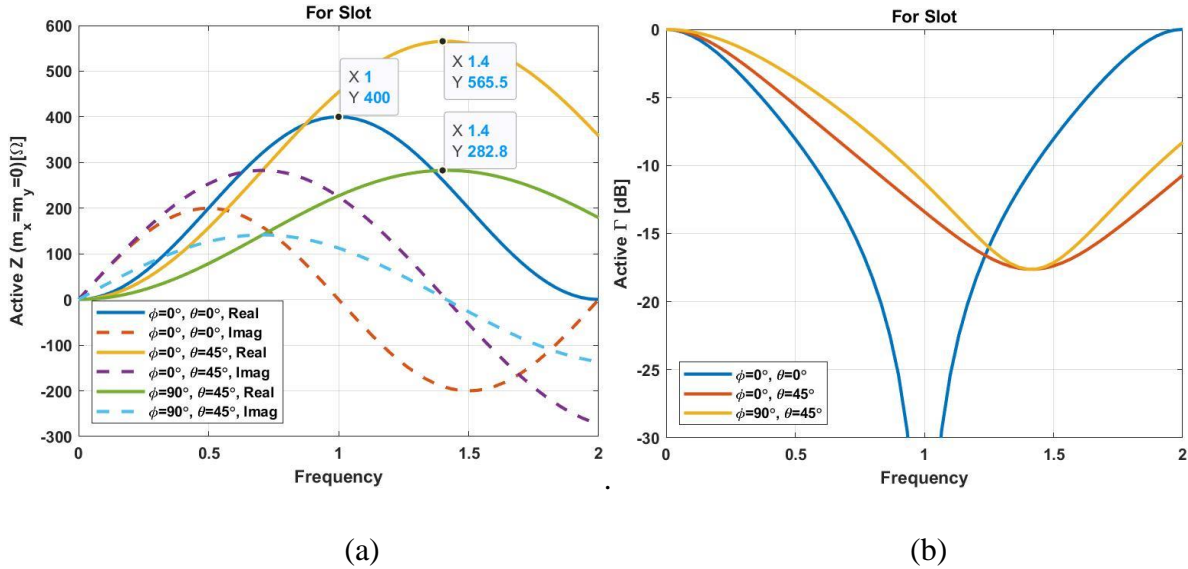 For Slot
Active Z (m_x=m_y=0)[Ω]
600
500
400
300
200
100
0
-100
-200
-300
X 1
Y 400
X 1.4
Y 565.5
X 1.4
Y 282.8
ϕ=0°, θ=0°, Real
ϕ=0°, θ=0°, Imag
ϕ=0°, θ=45°, Real
ϕ=0°, θ=45°, Imag
ϕ=90°, θ=45°, Real
ϕ=90°, θ=45°, Imag
0 0.5 1 1.5 2
Frequency
(a)
For Slot
Active Γ [dB]
0
-5
-10
-15
-20
-25
-30
ϕ=0°, θ=0°
ϕ=0°, θ=45°
ϕ=90°, θ=45°
0 0.5 1 1.5 2
Frequency
.
(b)